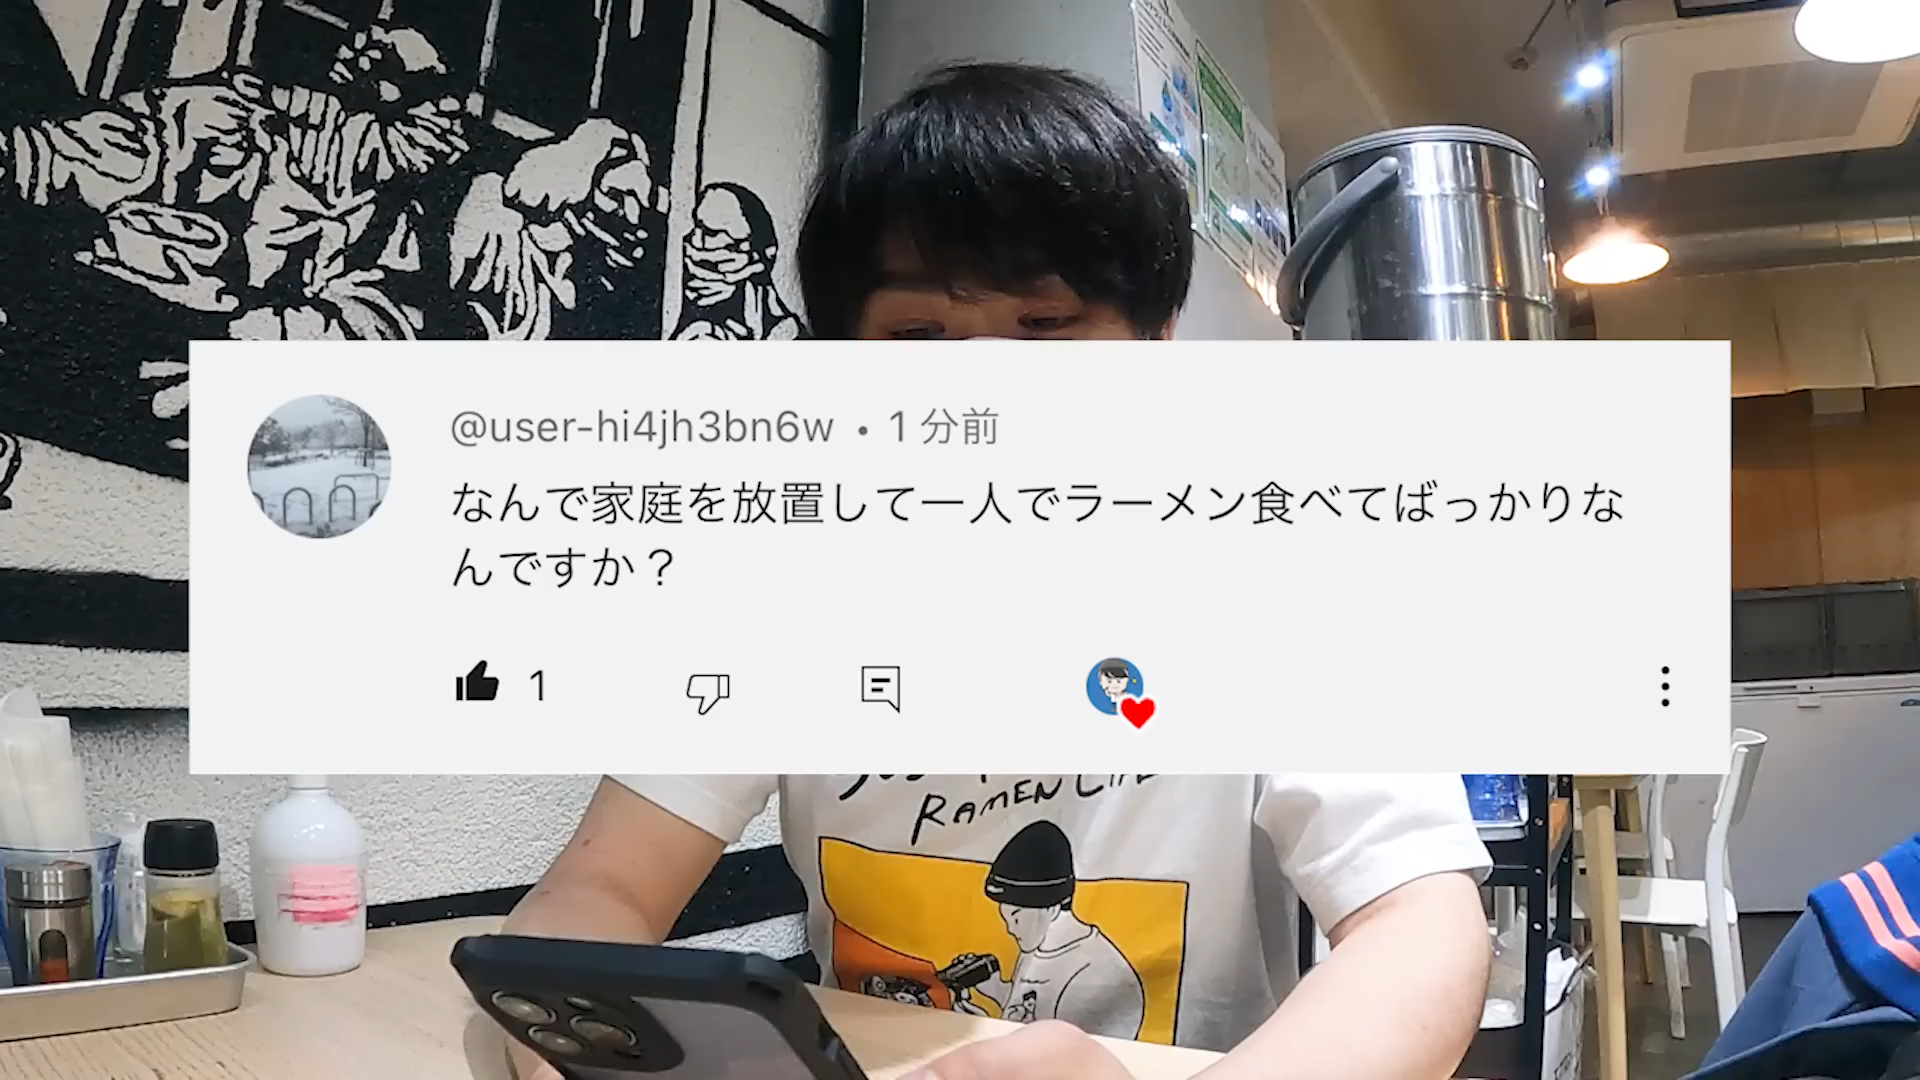 @user-hi4jh3bn6w • 1 分前
なんで家庭を放置して一人でラーメン食べてばっかりな
んですか？
1
RAMEN LIFE